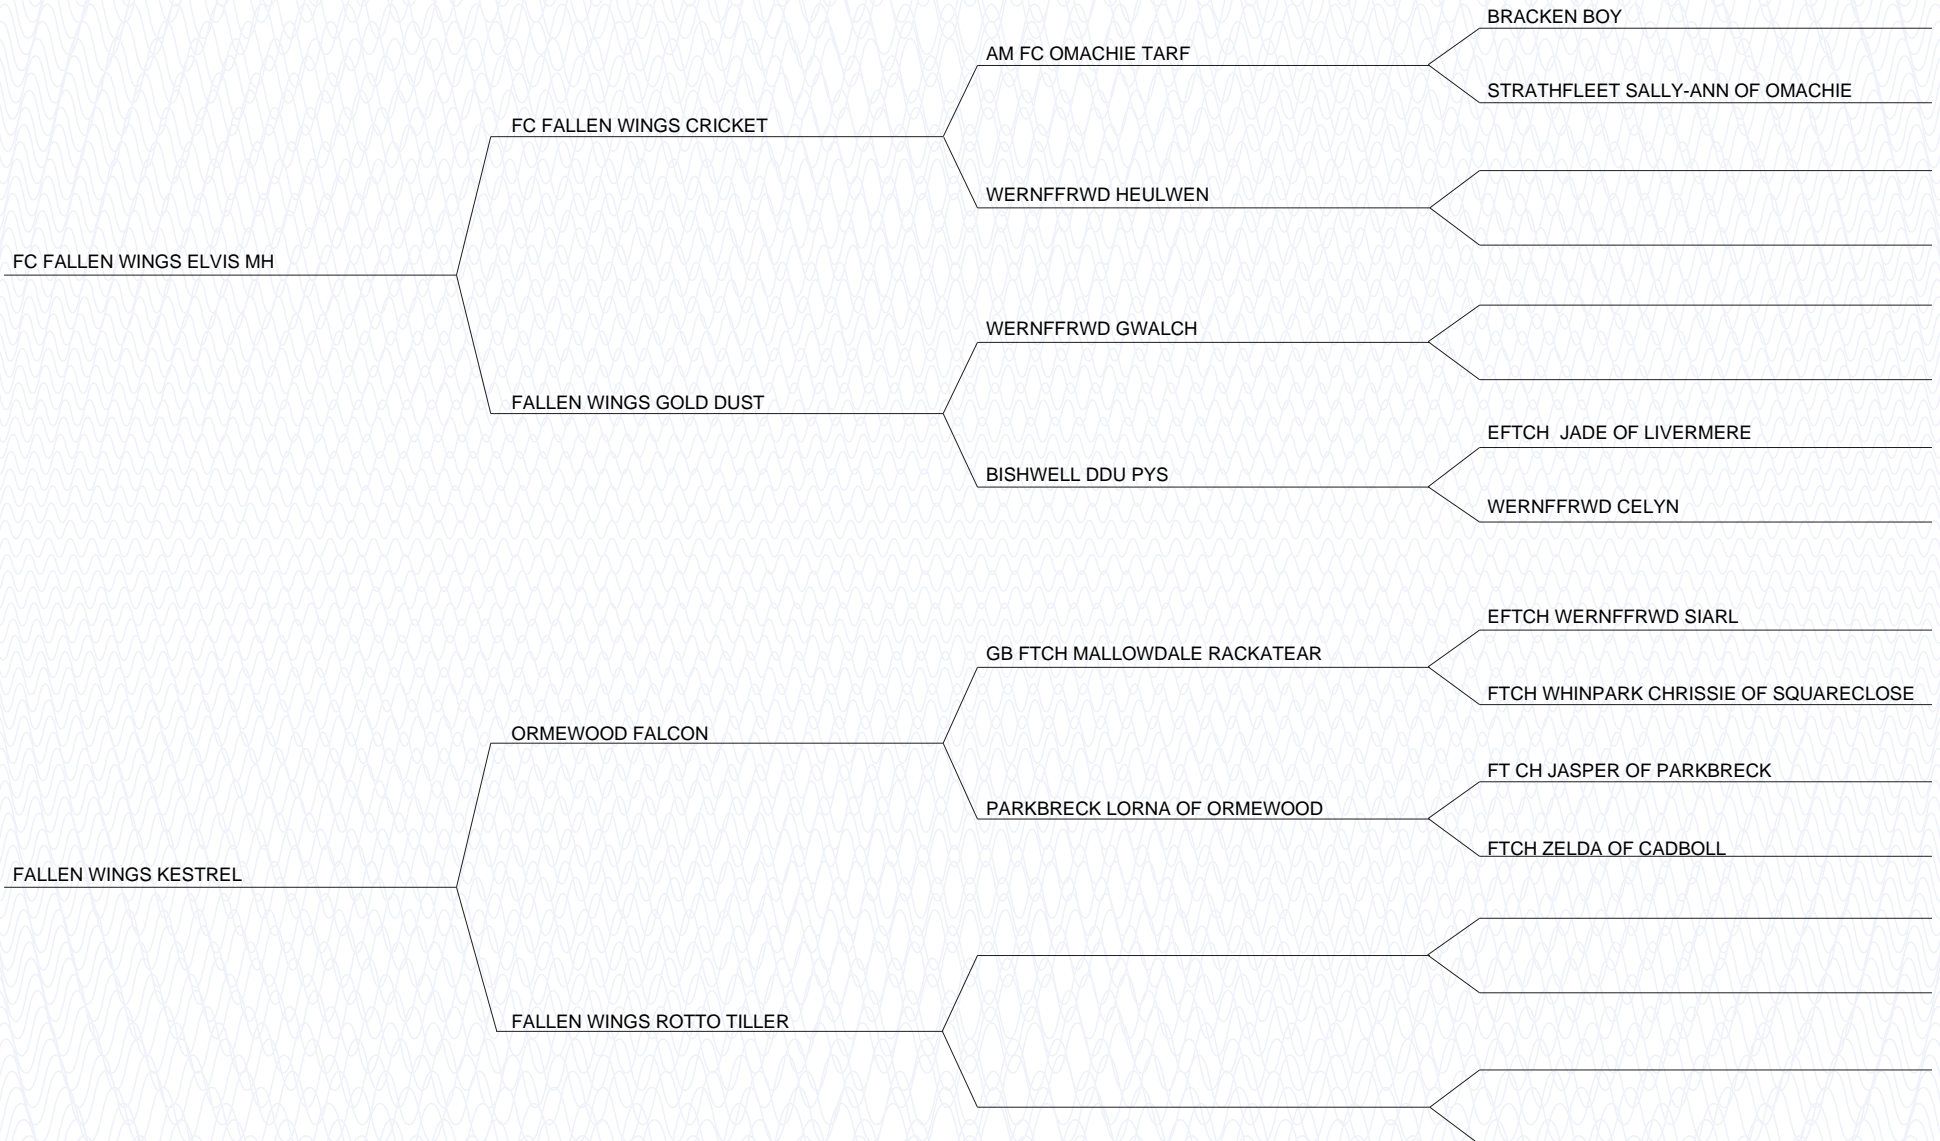 BRACKEN BOY
AM FC OMACHIE TARF
STRATHFLEET SALLY-ANN OF OMACHIE
FC FALLEN WINGS CRICKET
WERNFFRWD HEULWEN
FC FALLEN WINGS ELVIS MH
WERNFFRWD GWALCH
FALLEN WINGS GOLD DUST
EFTCH  JADE OF LIVERMERE
BISHWELL DDU PYS
WERNFFRWD CELYN
EFTCH WERNFFRWD SIARL
GB FTCH MALLOWDALE RACKATEAR
FTCH WHINPARK CHRISSIE OF SQUARECLOSE
ORMEWOOD FALCON
FT CH JASPER OF PARKBRECK
PARKBRECK LORNA OF ORMEWOOD
FTCH ZELDA OF CADBOLL
FALLEN WINGS KESTREL
FALLEN WINGS ROTTO TILLER